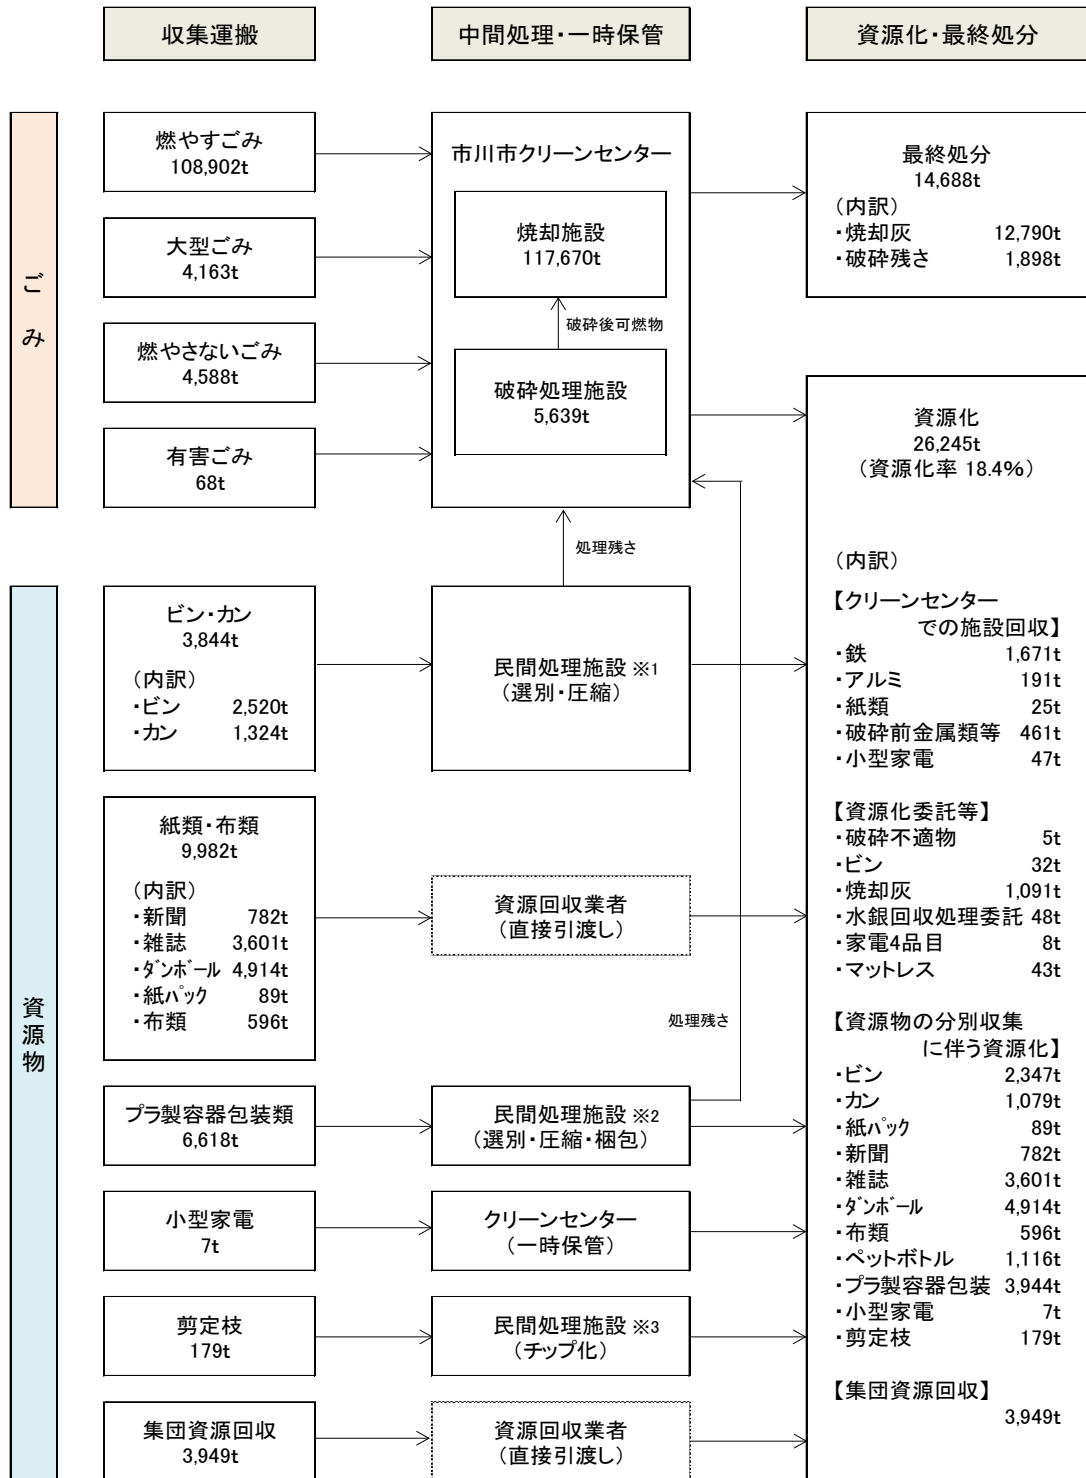 収集運搬
中間処理・一時保管
資源化・最終処分
ごみ
燃やすごみ
108,902t
大型ごみ
4,163t
燃やさないごみ
4,588t
有害ごみ
68t
市川市クリーンセンター
焼却施設
117,670t
破砕後可燃物
破砕処理施設
5,639t
処理残さ
最終処分
14,688t
（内訳）
・焼却灰 12,790t
・破砕残さ 1,898t
資源物
ビン・カン
3,844t
（内訳）
・ビン 2,520t
・カン 1,324t
民間処理施設 ※1
（選別・圧縮）
紙類・布類
9,982t
（内訳）
・新聞 782t
・雑誌 3,601t
・ﾀﾞﾝﾎﾞｰﾙ 4,914t
・紙ﾊﾟｯｸ 89t
・布類 596t
資源回収業者
（直接引渡し）
処理残さ
プラ製容器包装類
6,618t
民間処理施設 ※2
（選別・圧縮・梱包）
小型家電
7t
クリーンセンター
（一時保管）
剪定枝
179t
民間処理施設 ※3
（チップ化）
集団資源回収
3,949t
資源回収業者
（直接引渡し）
資源化
26,245t
（資源化率 18.4%）
（内訳）
【クリーンセンター
での施設回収】
・鉄 1,671t
・アルミ 191t
・紙類 25t
・破砕前金属類等 461t
・小型家電 47t
【資源化委託等】
・破砕不適物 5t
・ビン 32t
・焼却灰 1,091t
・水銀回収処理委託 48t
・家電4品目 8t
・マットレス 43t
【資源物の分別収集
に伴う資源化】
・ビン 2,347t
・カン 1,079t
・紙ﾊﾟｯｸ 89t
・新聞 782t
・雑誌 3,601t
・ﾀﾞﾝﾎﾞｰﾙ 4,914t
・布類 596t
・ペットボトル 1,116t
・プラ製容器包装 3,944t
・小型家電 7t
・剪定枝 179t
【集団資源回収】
3,949t